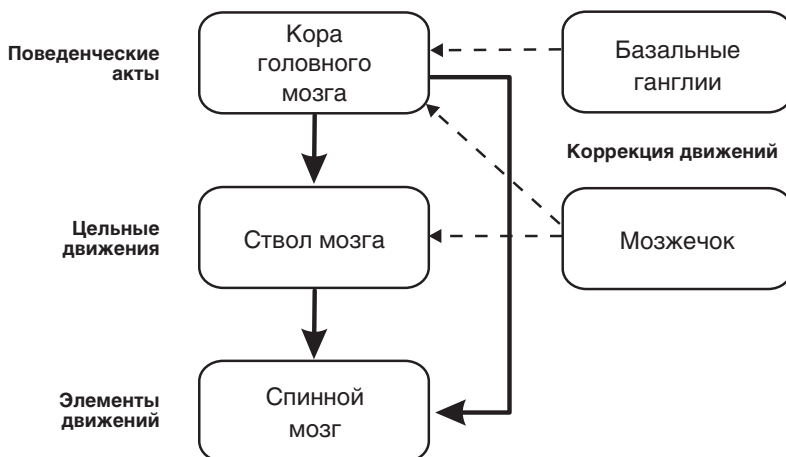 Поведенческие
акты
Кора
головного
мозга
Базальные
ганглии
Коррекция движений
Цельные
движения
Ствол мозга
Мозжечок
Элементы
движений
Спинной
мозг